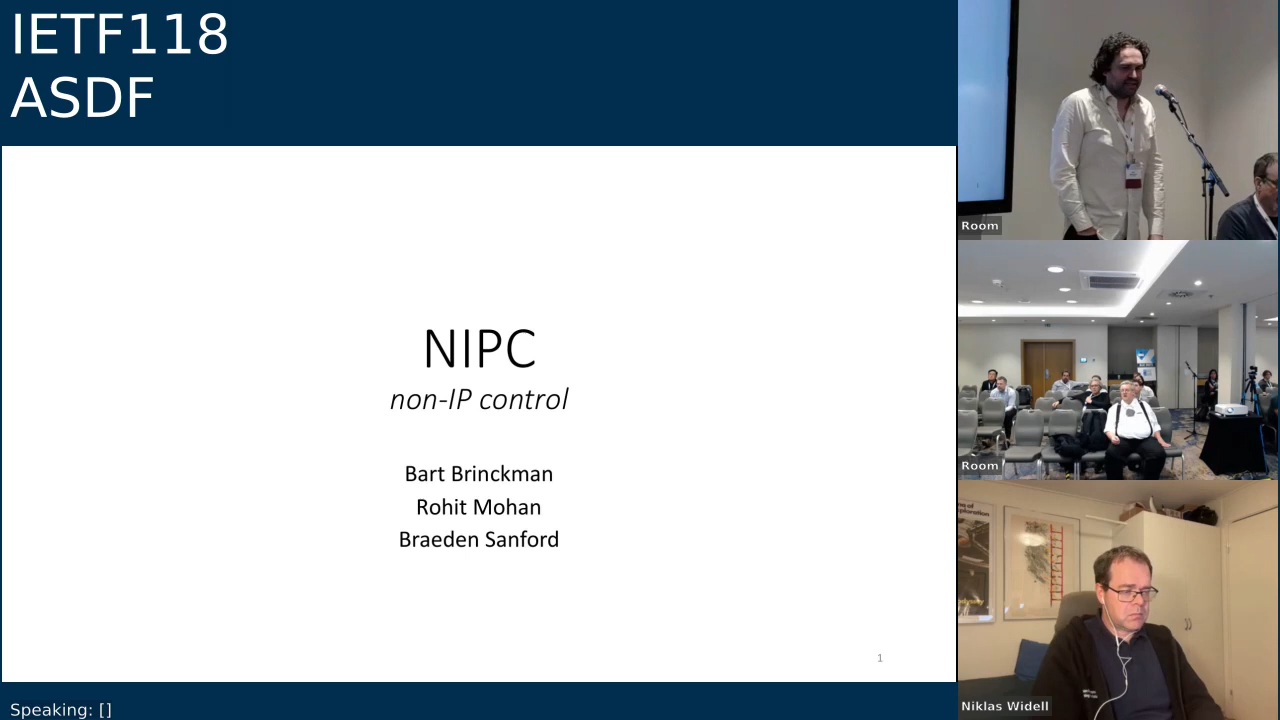 IETF118
ASDF
NIPC
non-IP control
Bart Brinckman
Rohit Mohan
Braeden Sanford
1
Speaking: []
Room
Room
Niklas Widell